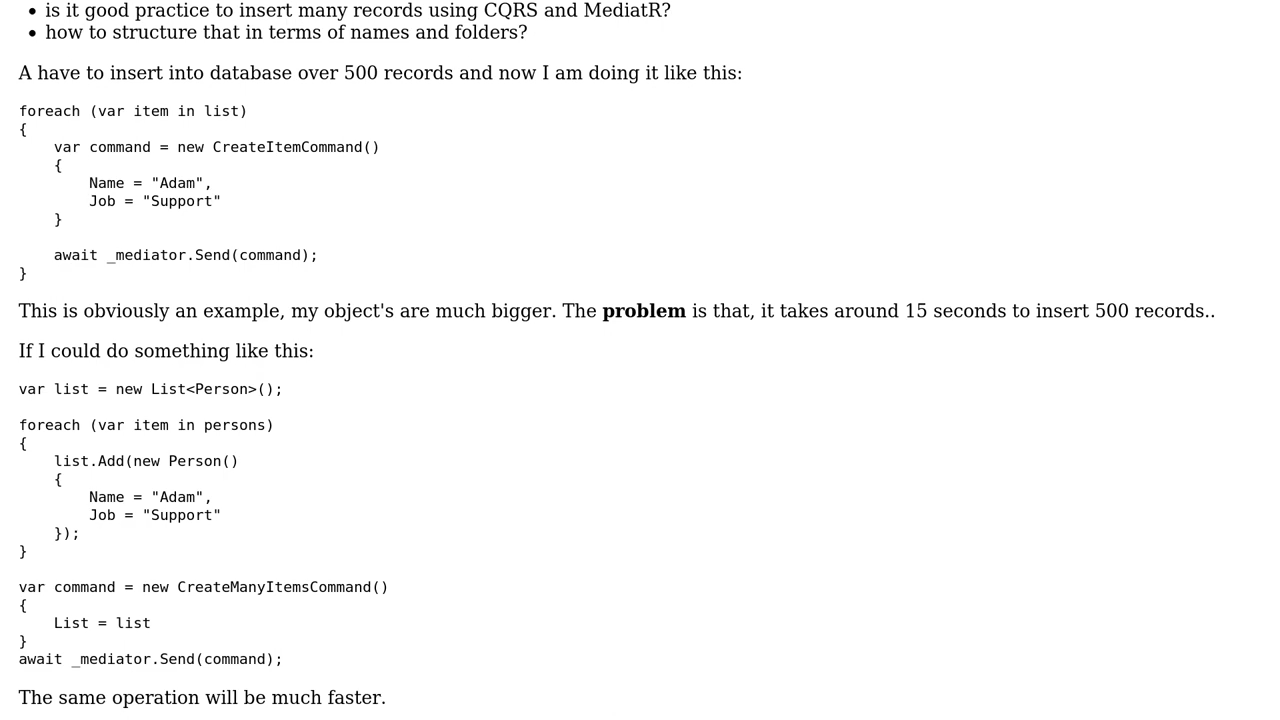 • is it good practice to insert many records using CQRS and MediatR?
• how to structure that in terms of names and folders?
A have to insert into database over 500 records and now I am doing it like this:
foreach (var item in list)
{
    var command = new CreateItemCommand()
    {
        Name = "Adam",
        Job = "Support"
    }
    await _mediator.Send(command);
}
This is obviously an example, my object's are much bigger. The problem is that, it takes around 15 seconds to insert 500 records..
If I could do something like this:
var list = new List<Person>();
foreach (var item in persons)
{
    list.Add(new Person()
    {
        Name = "Adam",
        Job = "Support"
    });
}
var command = new CreateManyItemsCommand()
{
    List = list
}
await _mediator.Send(command);
The same operation will be much faster.